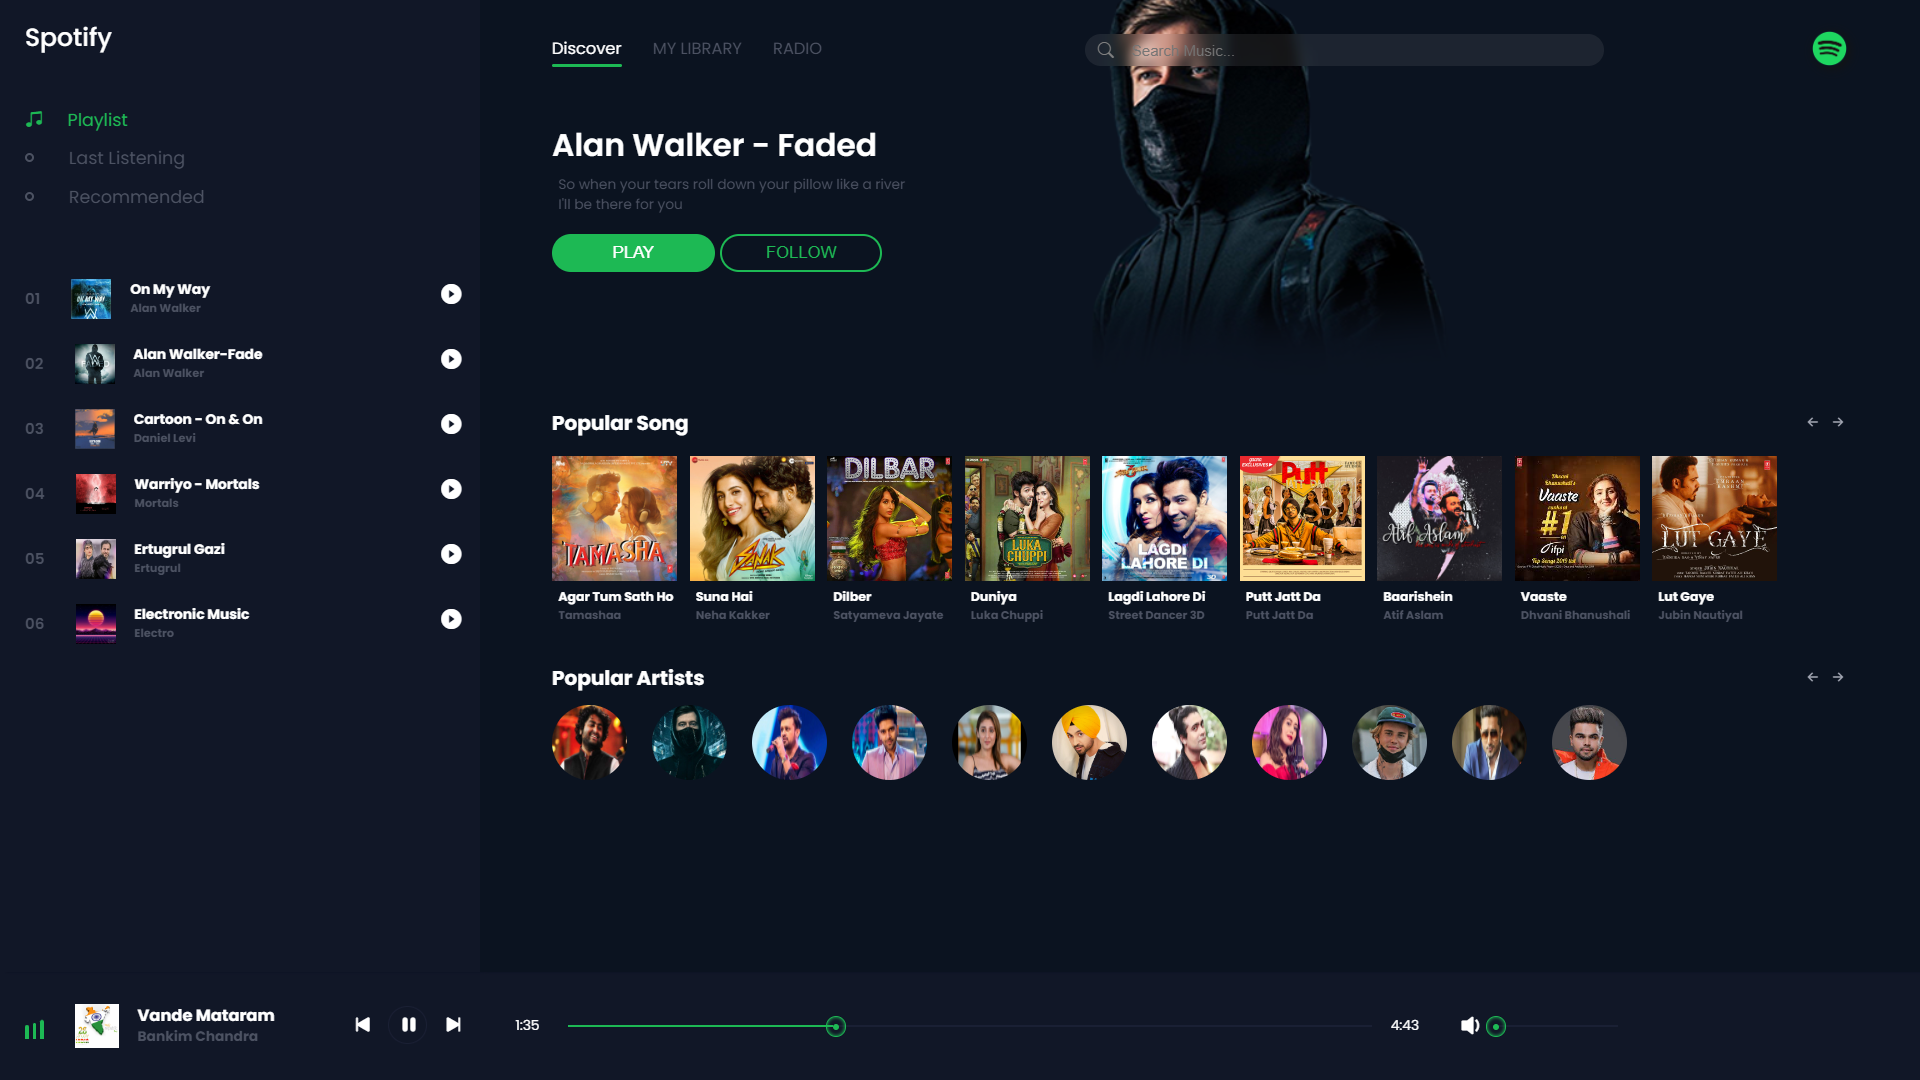 Spotify
Discover
MY LIBRARY
RADIO
Search Music...
Playlist
Last Listening
Recommended
Alan Walker - Faded
So when your tears roll down your pillow like a river
I'll be there for you
PLAY
FOLLOW
01
On My Way
Alan Walker
02
Alan Walker-Fade
Alan Walker
03
Cartoon - On & On
Daniel Levi
04
Warriyo - Mortals
Mortals
05
Ertugrul Gazi
Ertugrul
06
Electronic Music
Electro
Popular Song
TAMASHA
SANAK
DILBAR
LUKA
CHUPPI
LAGDI
LAHORE DI
3D
EXCLUSIVES
Putt
Atif Aslam
Dhvani
Bhanushali's
Vaaste
#1
LUT GAYE
Agar Tum Sath Ho
Tamashaa
Suna Hai
Neha Kakker
Dilber
Satyameva Jayate
Duniya
Luka Chuppi
Lagdi Lahore Di
Street Dancer 3D
Putt Jatt Da
Putt Jatt Da
Baarishein
Atif Aslam
Vaaste
Dhvani Bhanushali
Lut Gaye
Jubin Nautiyal
Popular Artists
Vande Mataram
Bankim Chandra
1:35
4:43